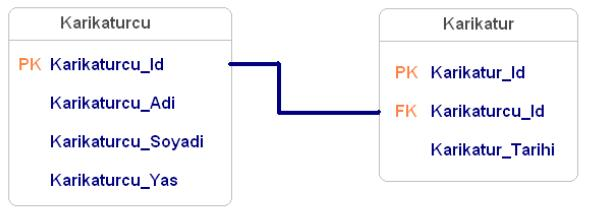 Karikaturcu
PK Karikaturcu_Id
Karikaturcu_Adi
Karikaturcu_Soyadi
Karikaturcu_Yas
Karikatur
PK Karikatur_Id
FK Karikaturcu_Id
Karikatur_Tarihi